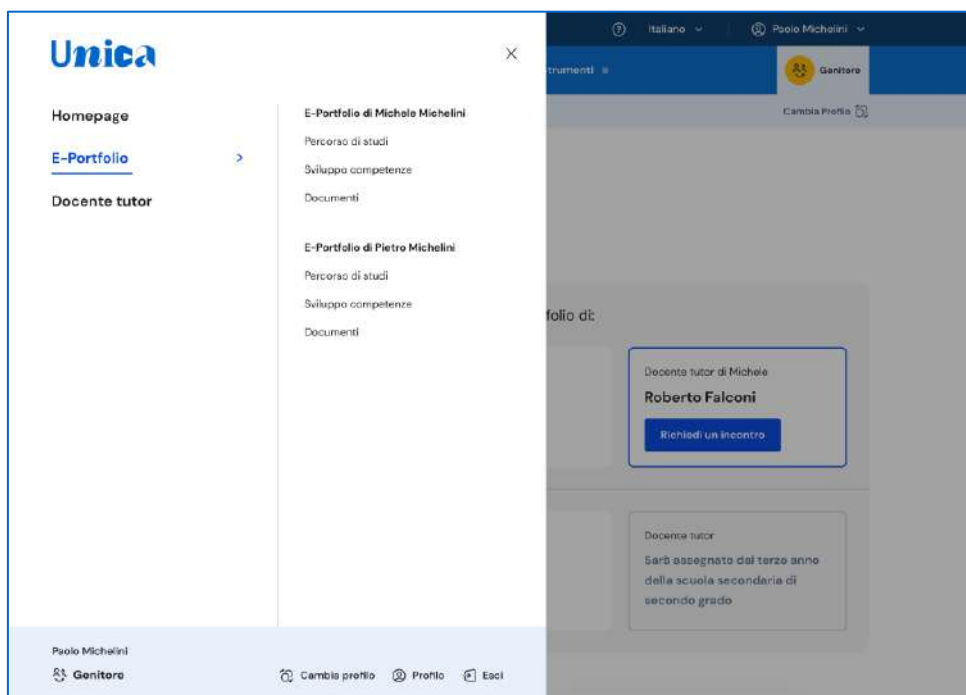 Unica
Homepage
E-Portfolio
Docente tutor
E-Portfolio di Michele Michelini
Percorso di studi
Sviluppo competenze
Documenti
E-Portfolio di Pietro Michelini
Percorso di studi
Sviluppo competenze
Documenti
Paolo Michelini
Genitore
Cambia profilo
Profilo
Esci
Italiano
Paolo Michelini
trumenti
Genitore
Cambia Profilo
folio di:
Docente tutor di Michele
Roberto Falconi
Richiedi un incontro
Docente tutor
Sarà assegnato dal terzo anno
della scuola secondaria di
secondo grado